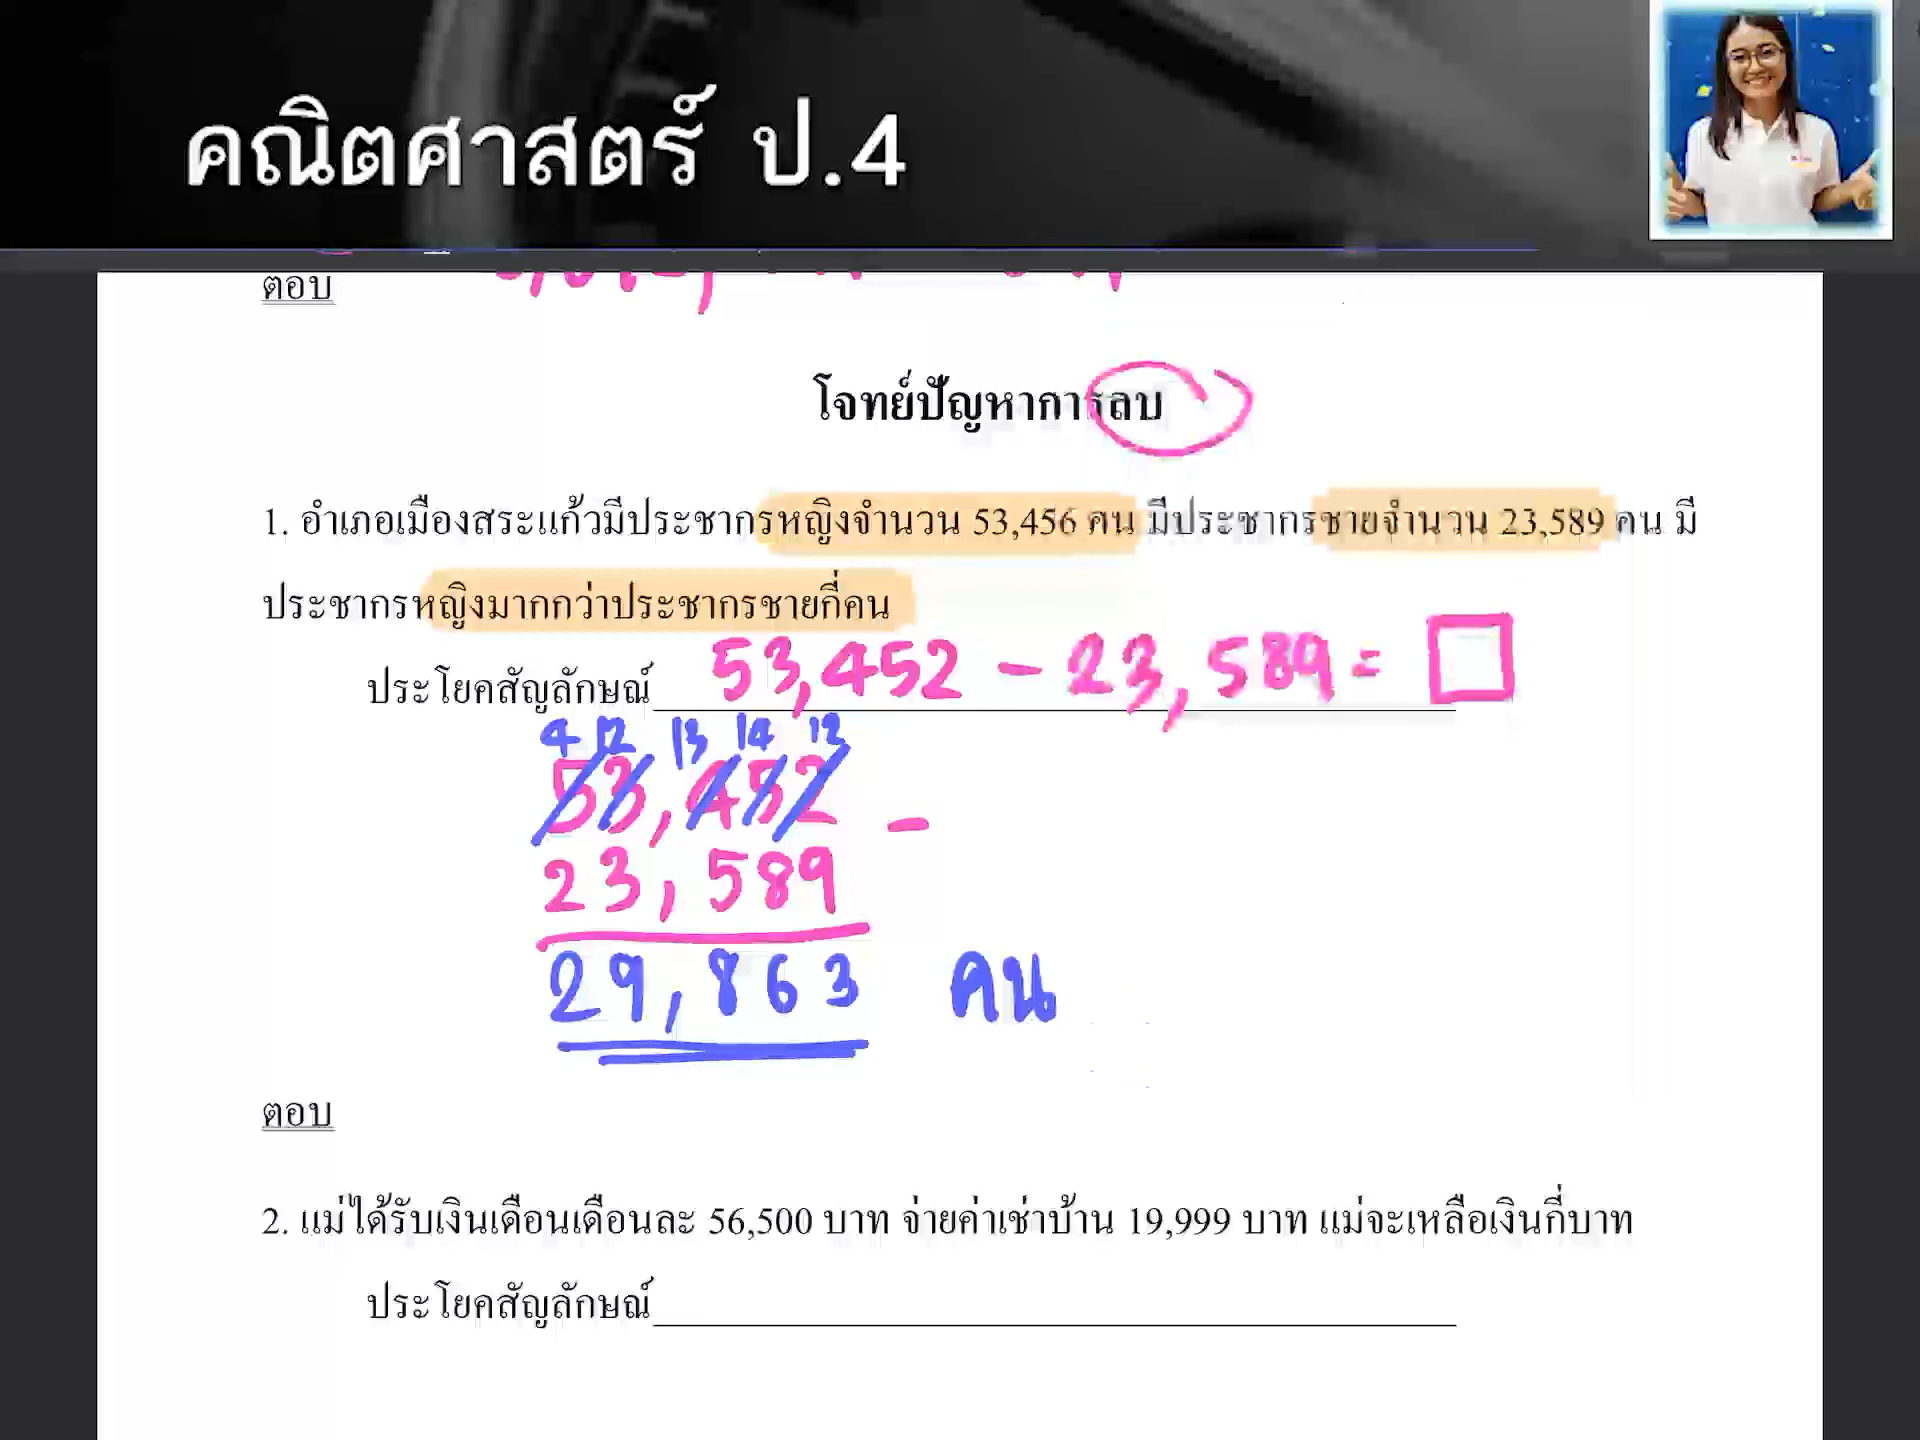 คณิตศาสตร์ ป.4
ตอบ
โจทย์ปัญหาการลบ
1. อำเภอเมืองสระแก้วมีประชากรหญิงจำนวน 53,456 คน มีประชากรชายจำนวน 23,589 คน มี
ประชากรหญิงมากกว่าประชากรชายกี่คน
ประโยคสัญลักษณ์ 53,452 - 23,589 = □
4 12 13 14 12
53,452 -
23,589
29,863 คน
ตอบ
2. แม่ได้รับเงินเดือนเดือนละ 56,500 บาท จ่ายค่าเช่าบ้าน 19,999 บาท แม่จะเหลือเงินกี่บาท
ประโยคสัญลักษณ์